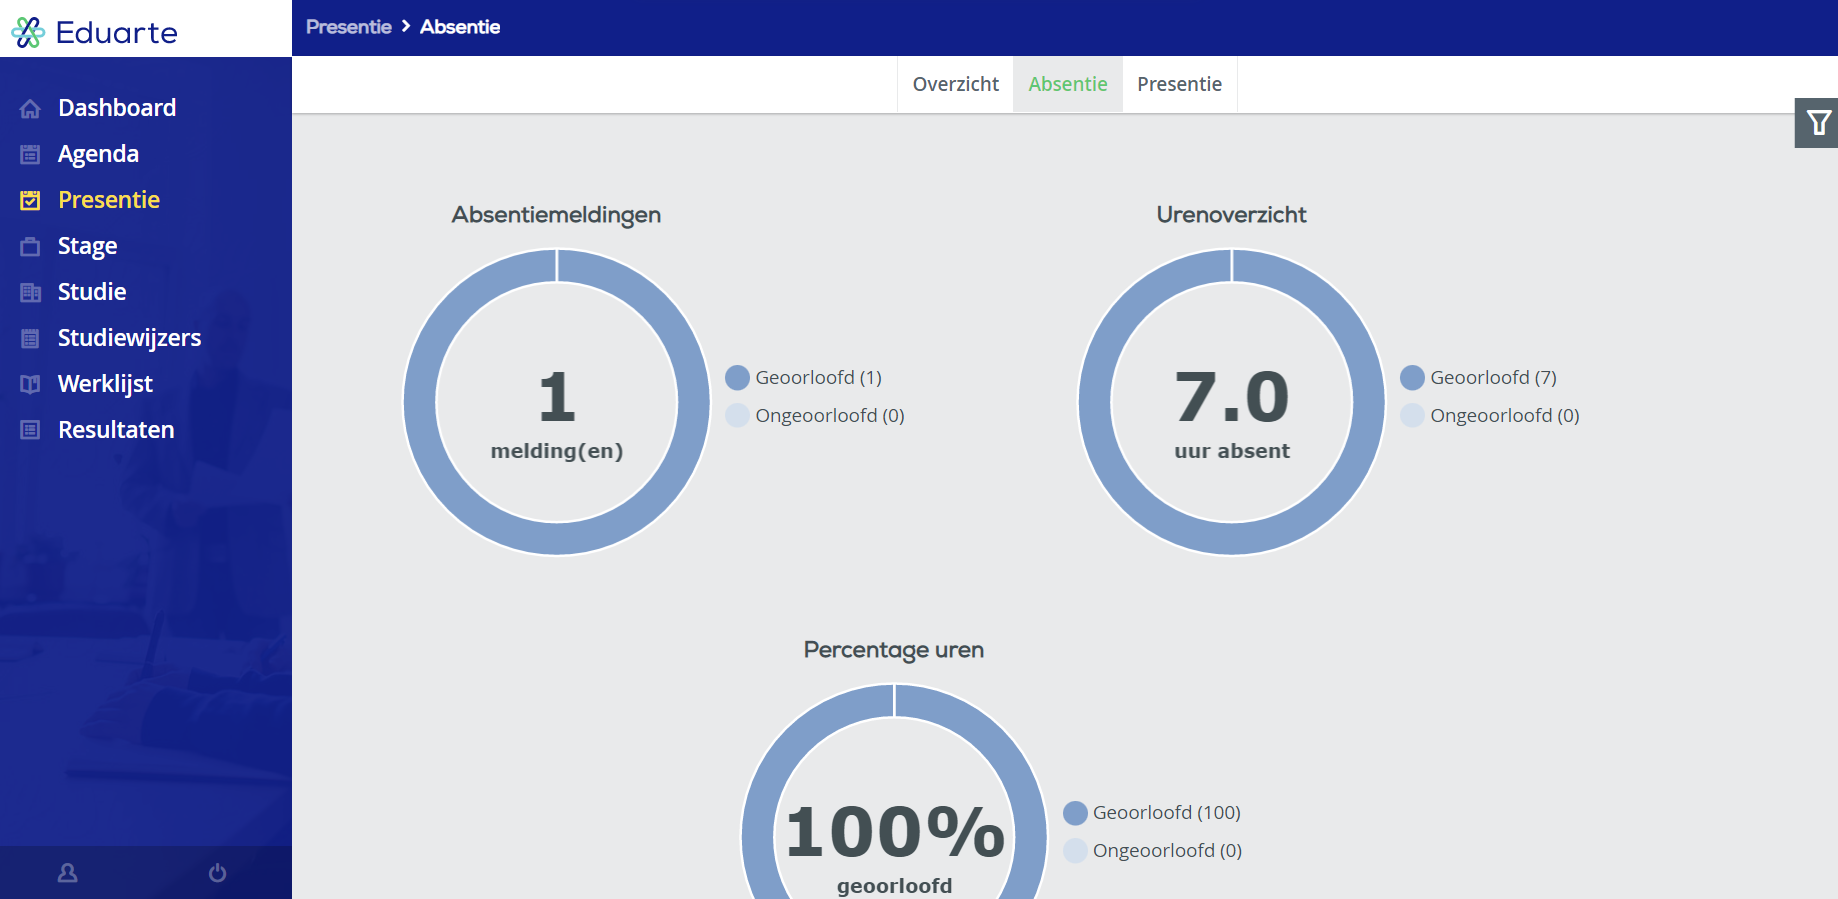 Eduarte
Dashboard
Agenda
Presentie
Stage
Studie
Studiewijzers
Werklijst
Resultaten
Presentie > Absentie
Overzicht Absentie Presentie
Absentiemeldingen
1
melding(en)
Geoorloofd (1)
Ongeoorloofd (0)
Urenoverzicht
7.0
uur absent
Geoorloofd (7)
Ongeoorloofd (0)
Percentage uren
100%
geoorloofd
Geoorloofd (100)
Ongeoorloofd (0)